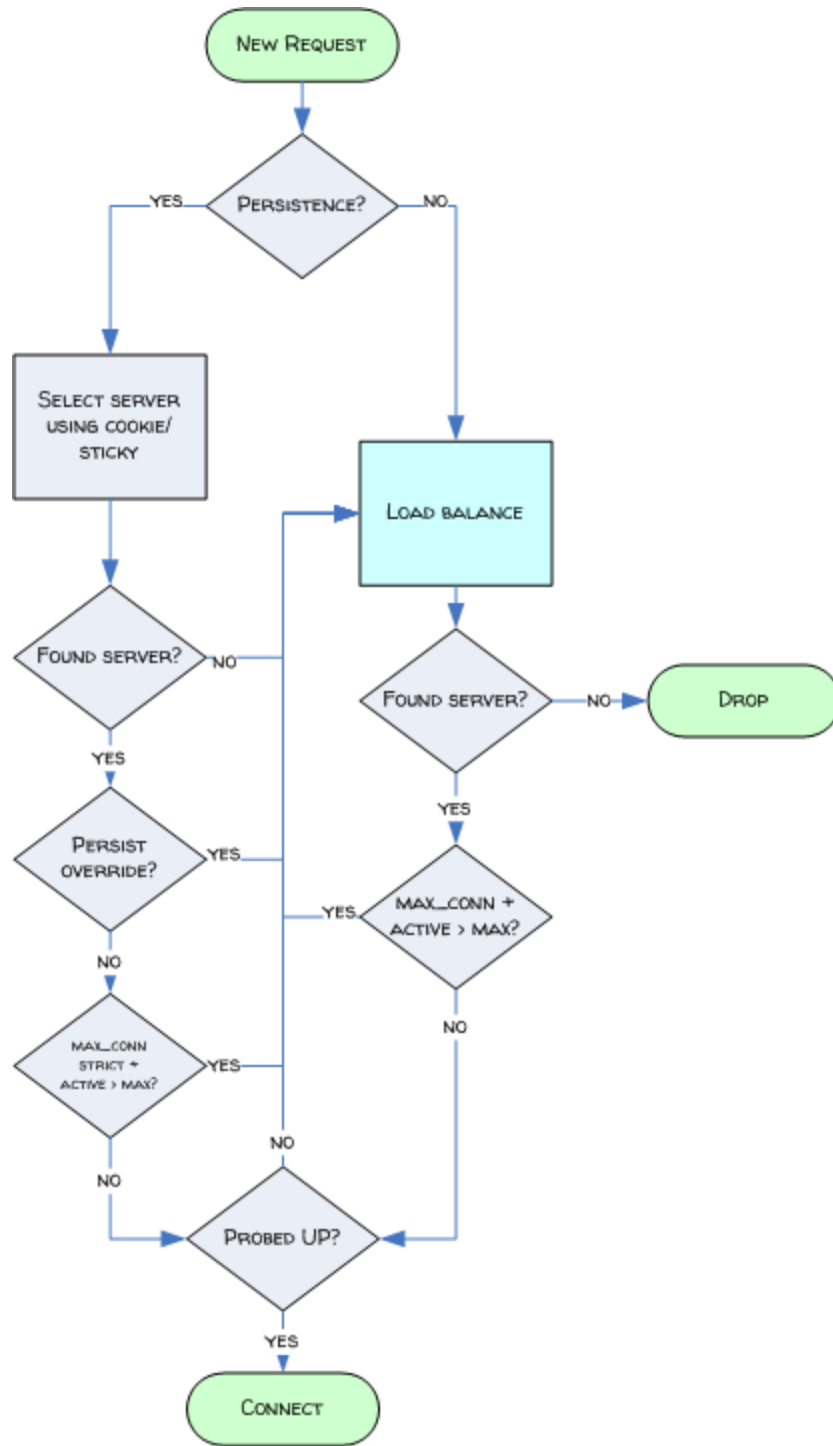 New Request
Persistence?
YES
NO
Select server
using cookie/
sticky
Load balance
Found server?
NO
Found server?
NO
Drop
YES
YES
Persist
override?
YES
max_conn +
active > max?
YES
NO
NO
max_conn
strict +
active > max?
YES
NO
NO
Probed UP?
YES
Connect